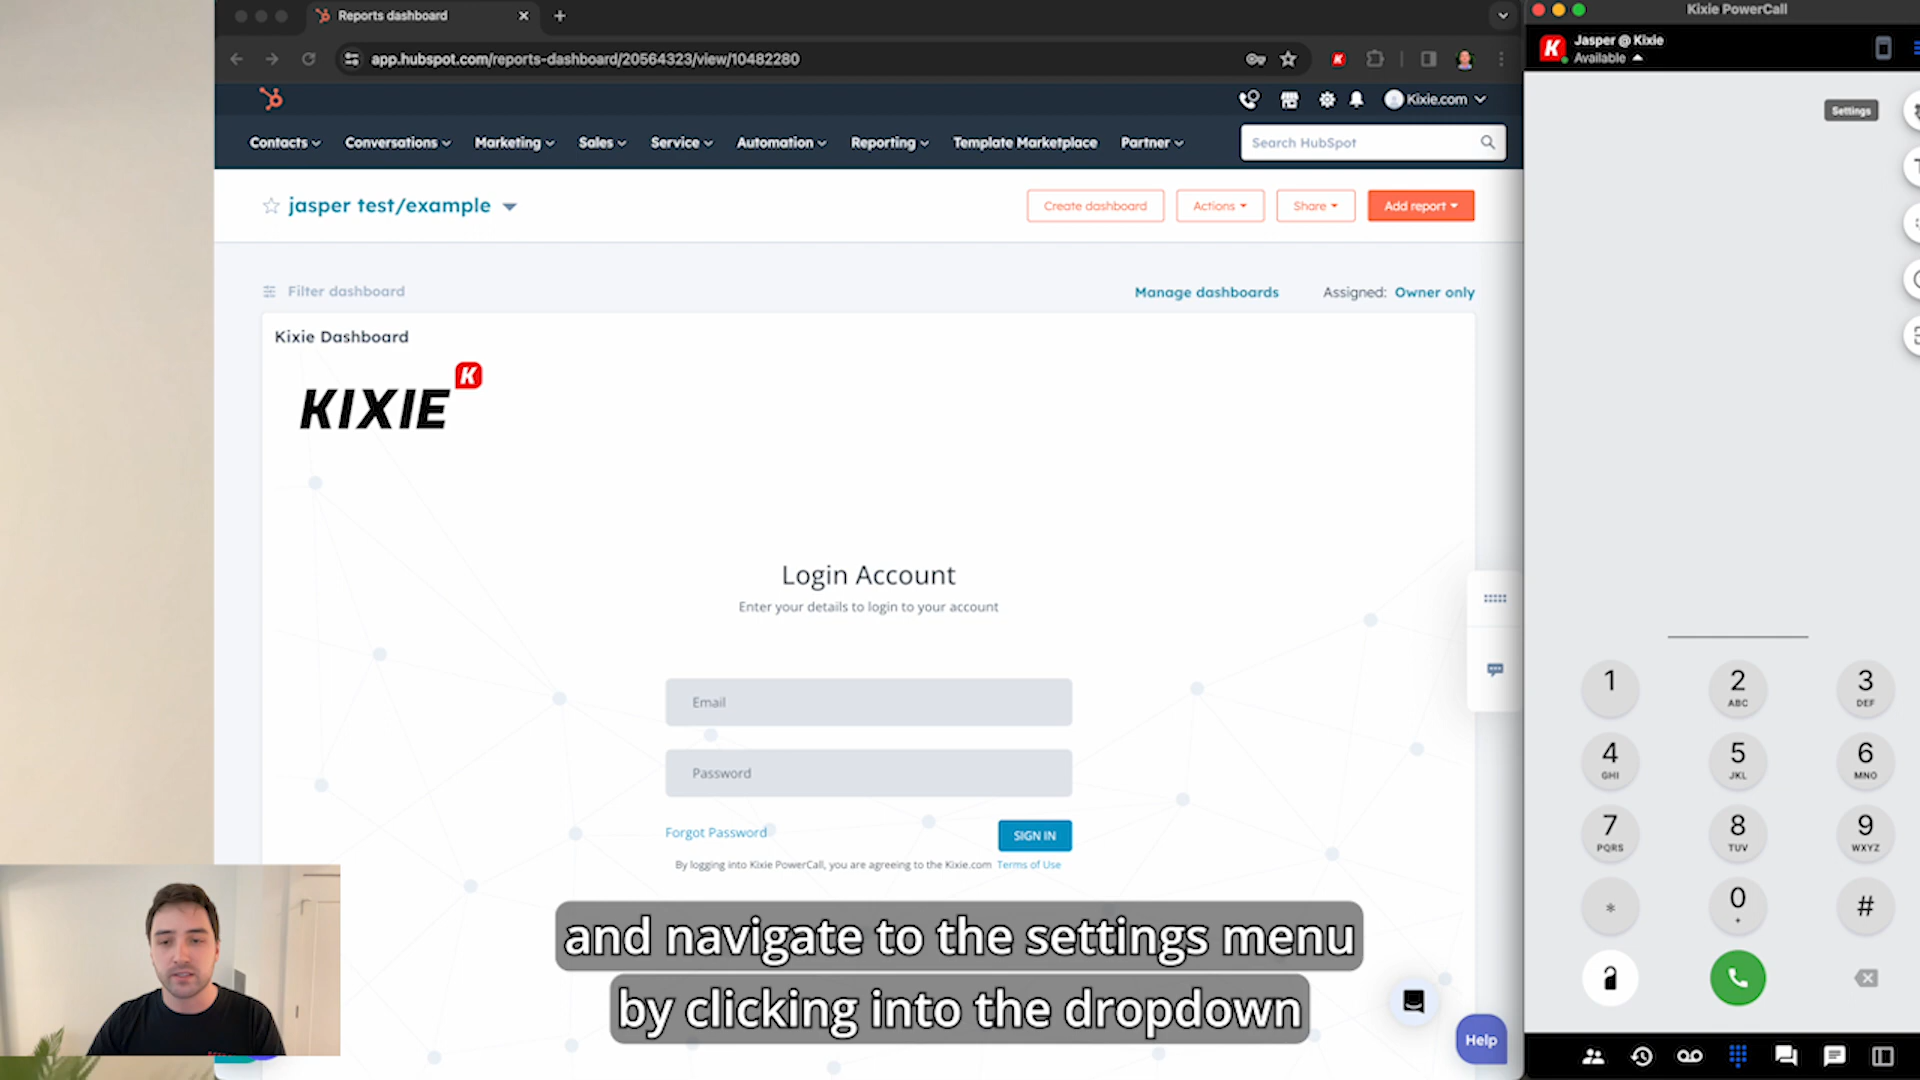 Reports dashboard
app.hubspot.com/reports-dashboard/20564323/view/10482280
Kixie.com
Contacts
Conversations
Marketing
Sales
Service
Automation
Reporting
Template Marketplace
Partner
Search HubSpot
jasper test/example
Create dashboard
Actions
Share
Add report
Filter dashboard
Manage dashboards
Assigned: Owner only
Kixie Dashboard
KIXIE K
Login Account
Enter your details to login to your account
Email
Password
Forgot Password
SIGN IN
By logging into Kixie PowerCall, you are agreeing to the Kixie.com Terms of Use
and navigate to the settings menu
by clicking into the dropdown
Help
Kixie PowerCall
K
Jasper @ Kixie
Available
Settings
1
2
ABC
3
DEF
4
GHI
5
JKL
6
MNO
7
PQRS
8
TUV
9
WXYZ
*
0
+
#